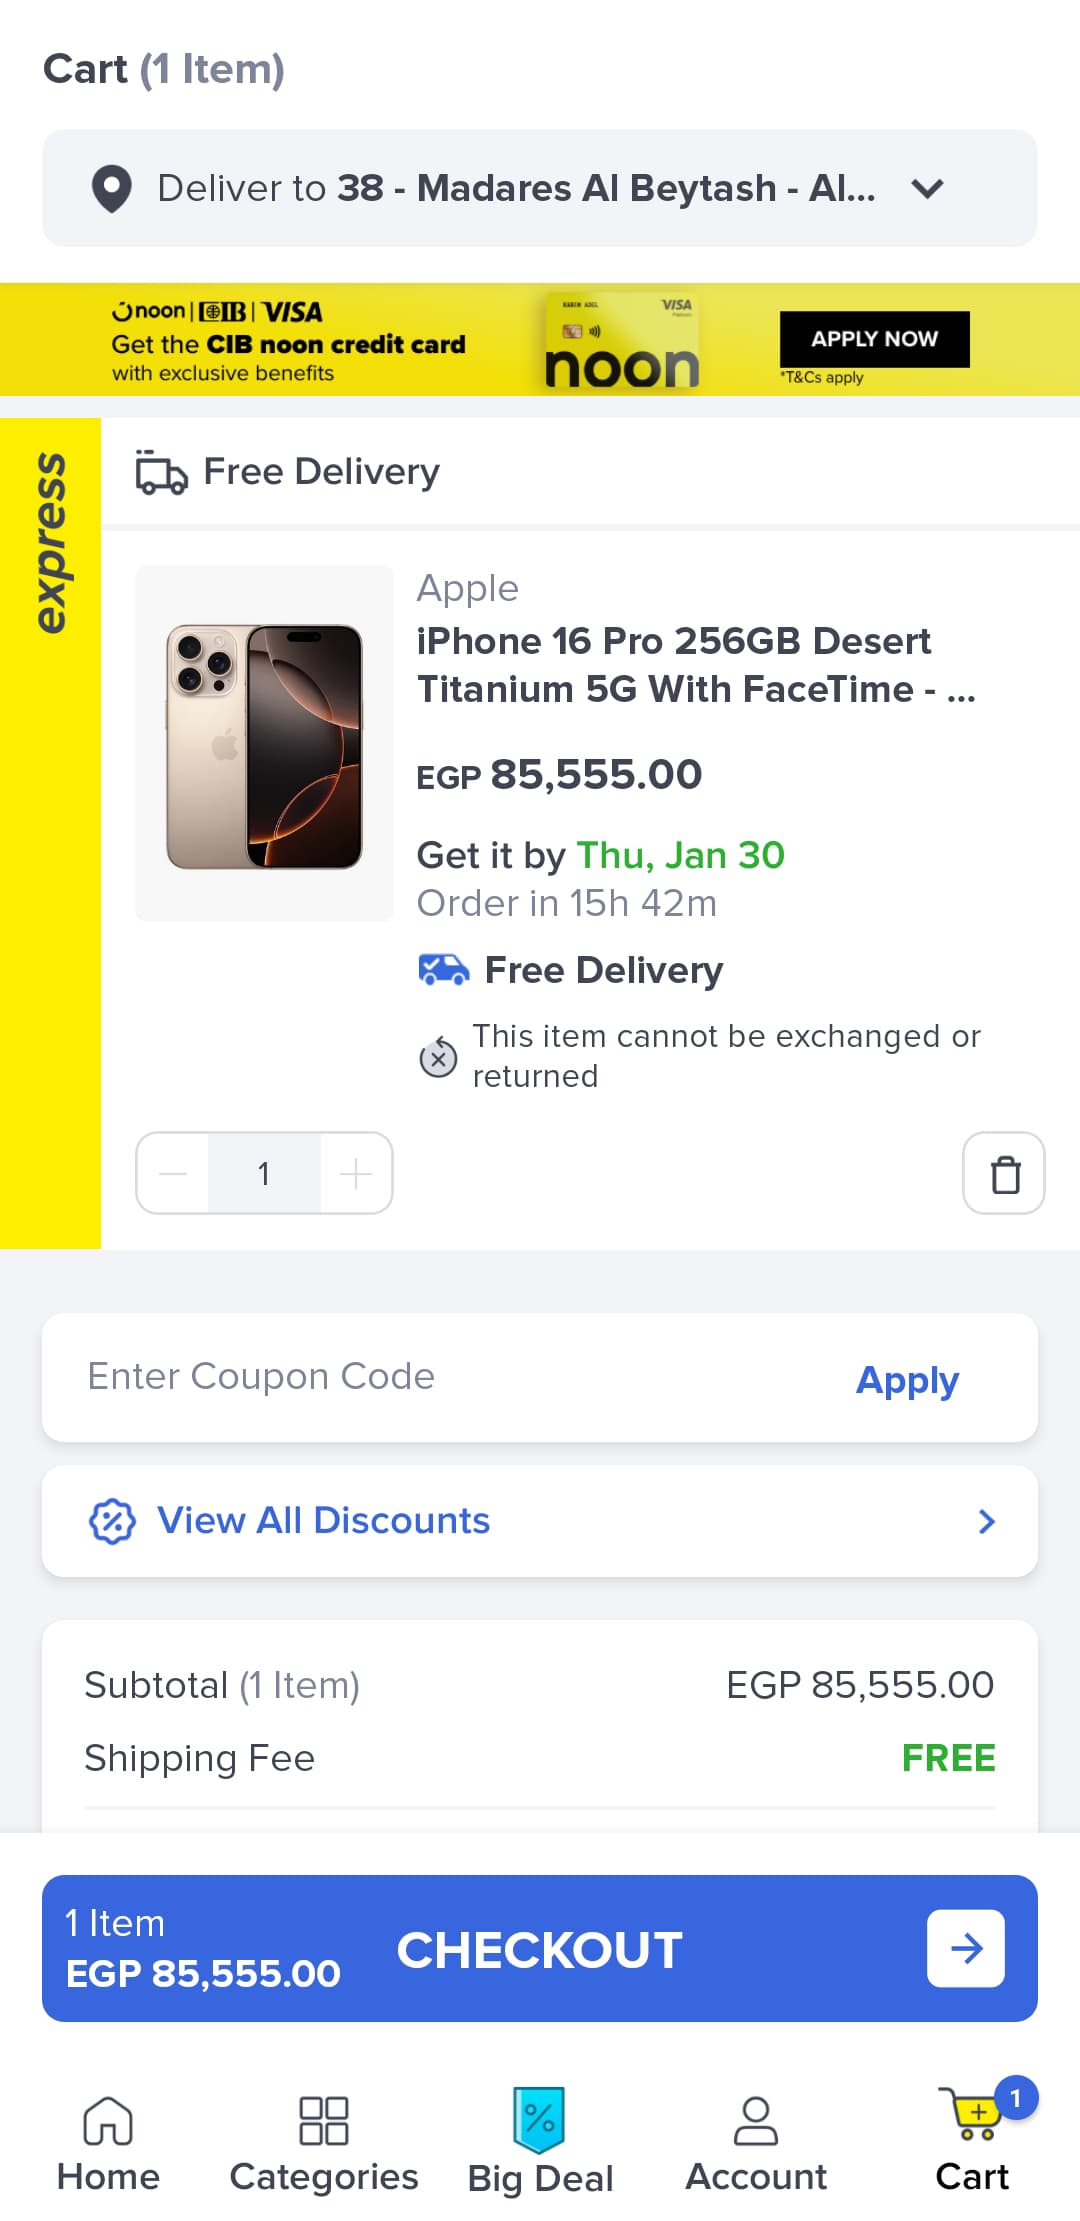 Cart (1 Item)
Deliver to 38 - Madares Al Beytash - Al...
noon | CIB | VISA
Get the CIB noon credit card
with exclusive benefits
KARIM ADEL
VISA
noon
APPLY NOW
*T&Cs apply
express
Free Delivery
Apple
iPhone 16 Pro 256GB Desert
Titanium 5G With FaceTime - ...
EGP 85,555.00
Get it by Thu, Jan 30
Order in 15h 42m
Free Delivery
This item cannot be exchanged or
returned
1
Enter Coupon Code
Apply
View All Discounts
Subtotal (1 Item)
EGP 85,555.00
Shipping Fee
FREE
1 Item
EGP 85,555.00
CHECKOUT
1
Home
Categories
Big Deal
Account
Cart